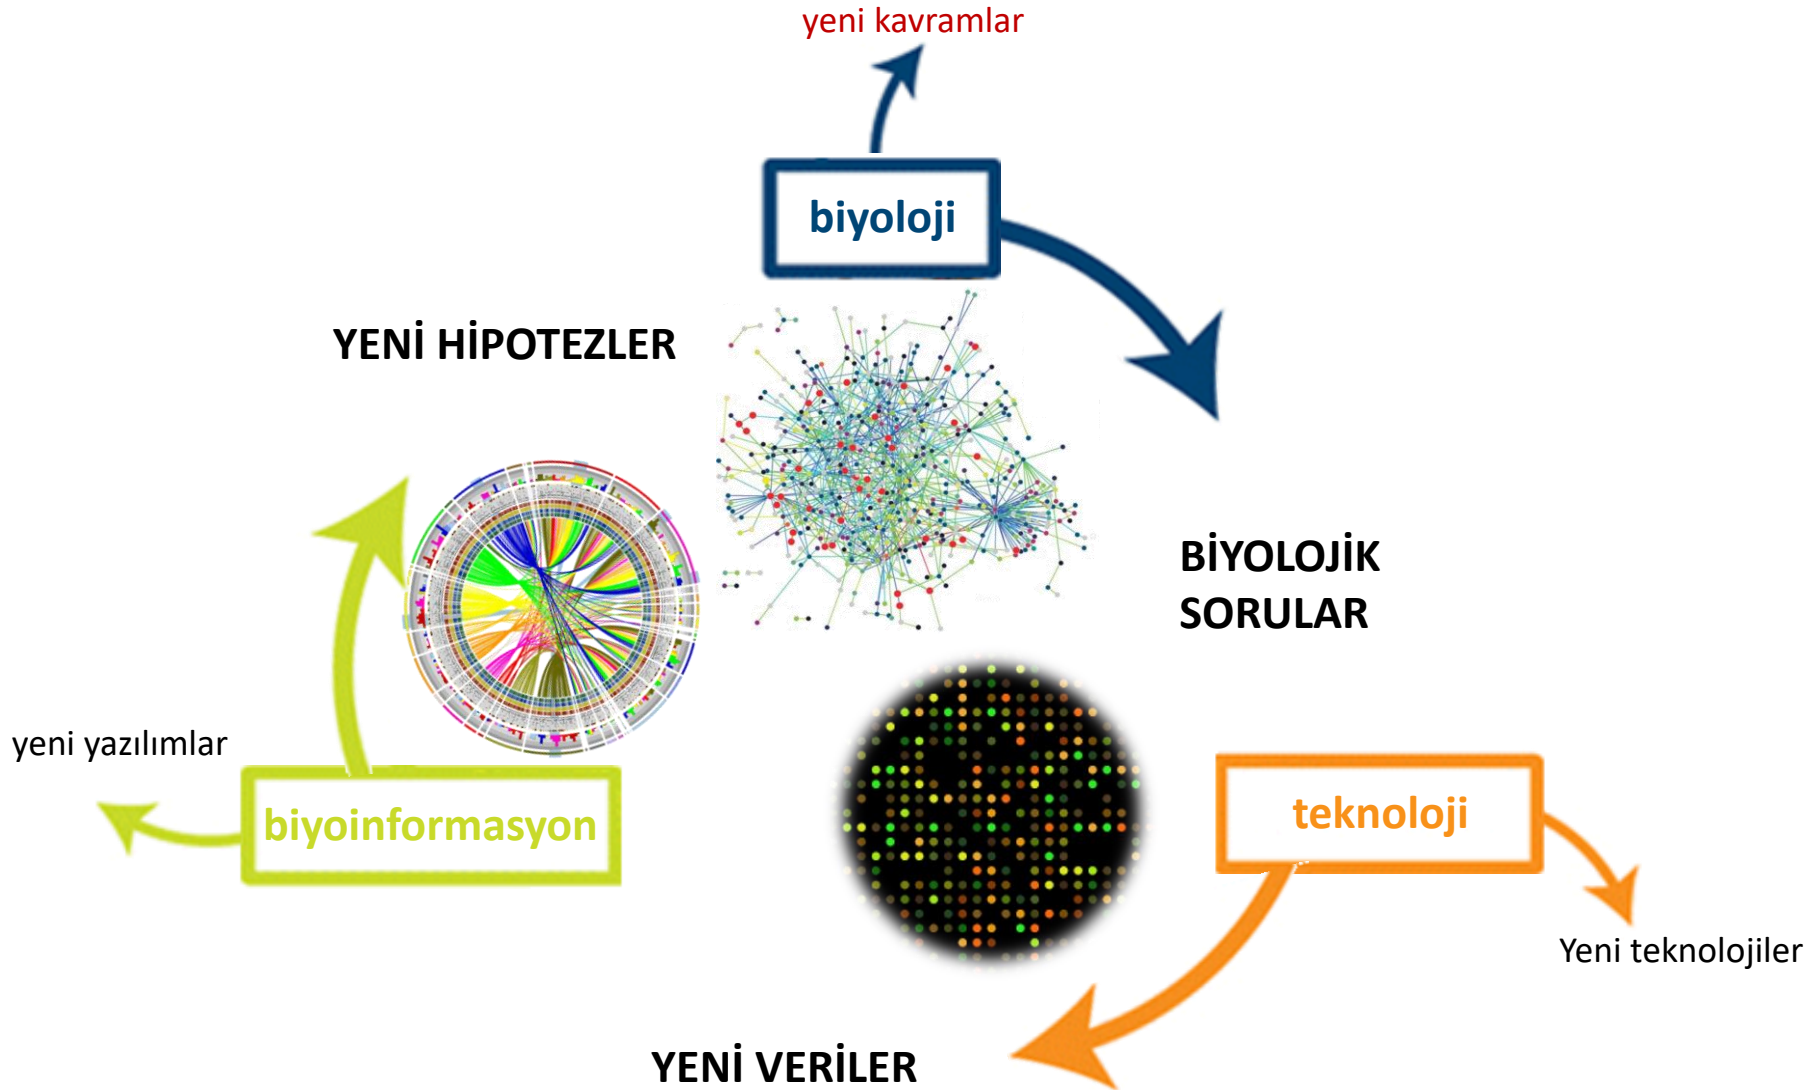 yeni kavramlar
biyoloji
YENİ HİPOTEZLER
BİYOLOJİK
SORULAR
yeni yazılımlar
biyoinformasyon
teknoloji
Yeni teknolojiler
YENİ VERİLER